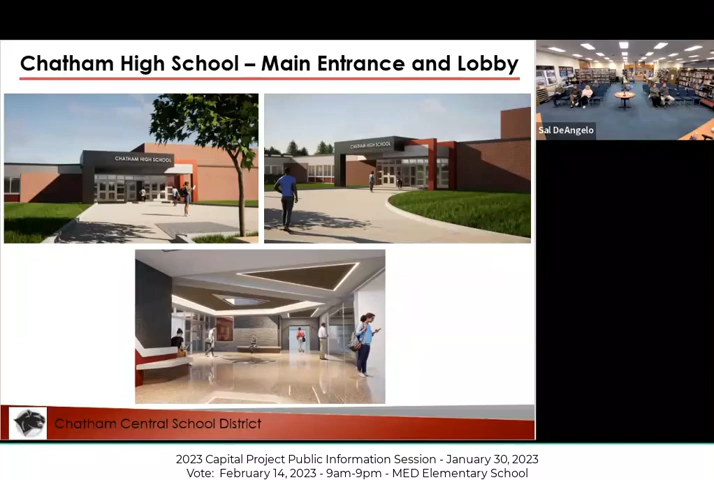 Chatham High School – Main Entrance and Lobby
CHATHAM HIGH SCHOOL
CHATHAM HIGH SCHOOL
Sal DeAngelo
Chatham Central School District
2023 Capital Project Public Information Session - January 30, 2023
Vote: February 14, 2023 - 9am-9pm - MED Elementary School